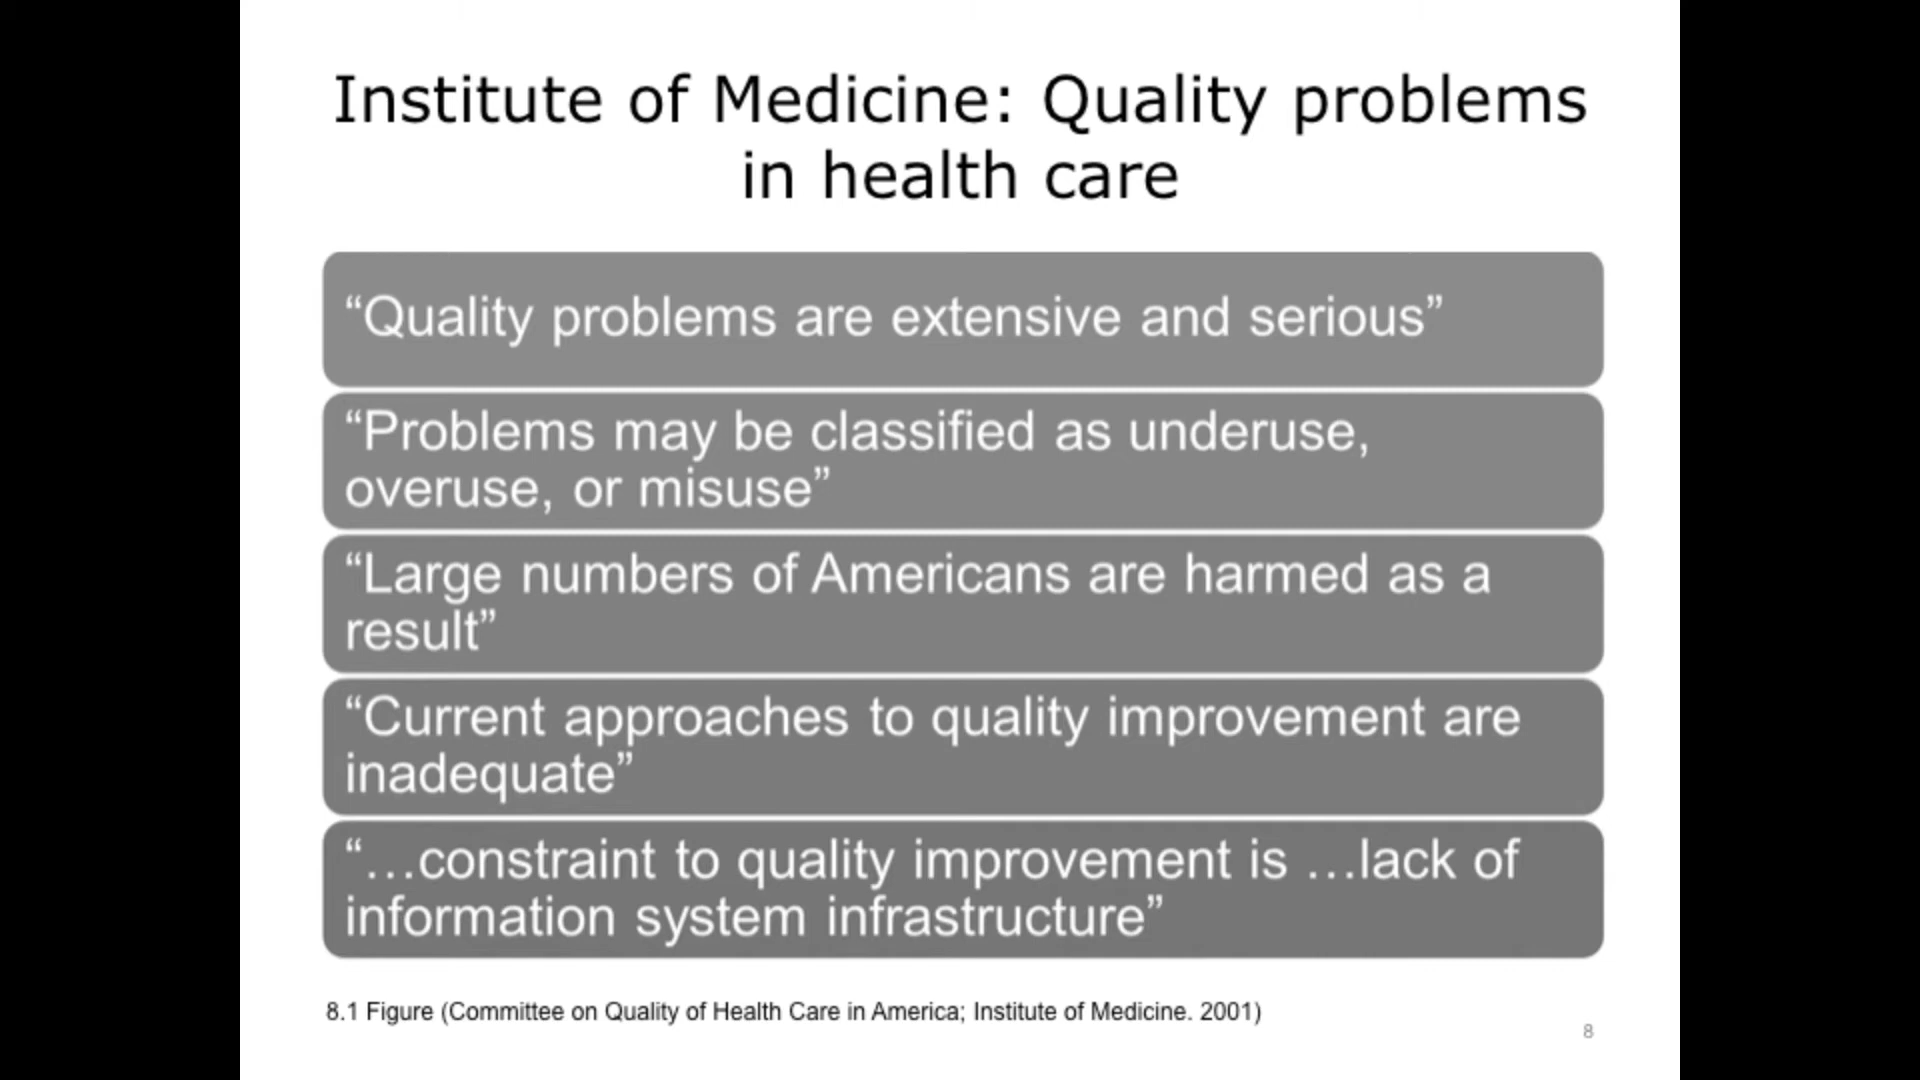 Institute of Medicine: Quality problems
in health care
“Quality problems are extensive and serious”
“Problems may be classified as underuse,
overuse, or misuse”
“Large numbers of Americans are harmed as a
result”
“Current approaches to quality improvement are
inadequate”
“…constraint to quality improvement is …lack of
information system infrastructure”
8.1 Figure (Committee on Quality of Health Care in America; Institute of Medicine. 2001)
8